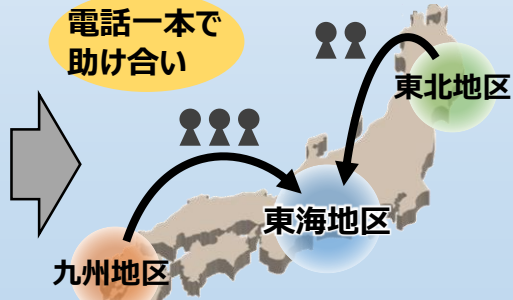 電話一本で
助け合い
東北地区
東海地区
九州地区